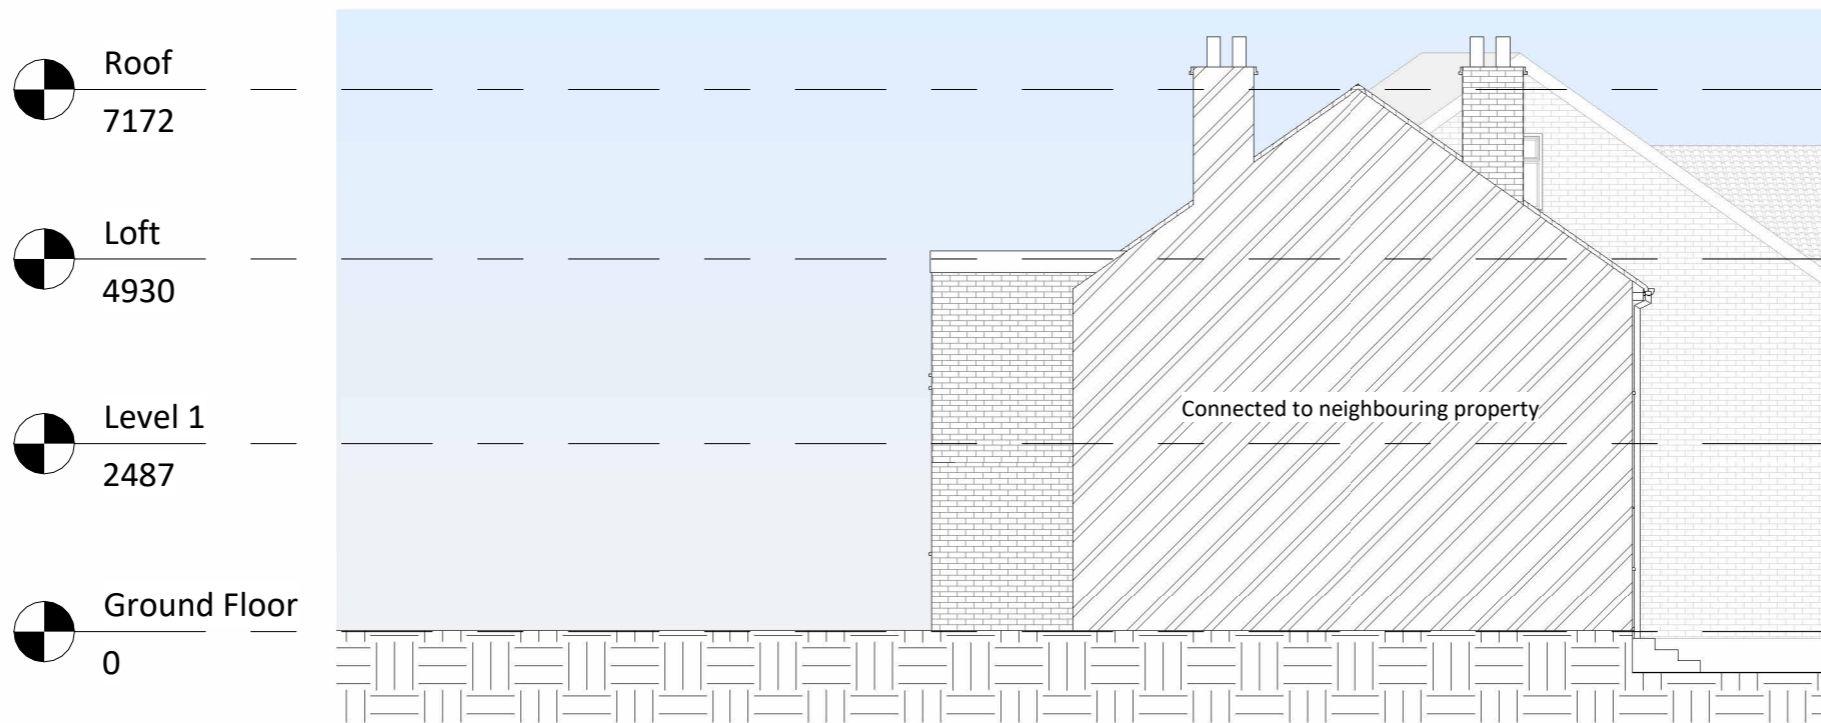 Roof
7172
Loft
4930
Level 1
2487
Connected to neighbouring property
Ground Floor
0